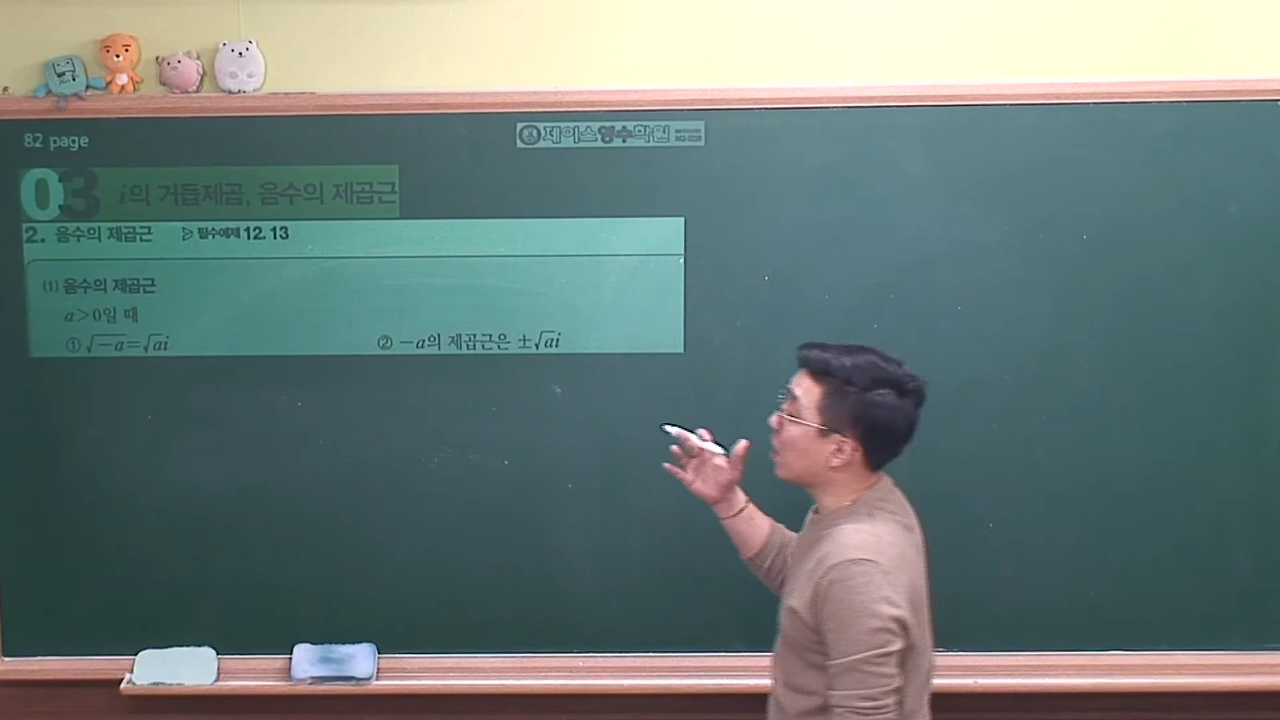 82 page
제이스영수학원
03 i의 거듭제곱, 음수의 제곱근
2. 음수의 제곱근 ▷ 필수예제 12, 13
(1) 음수의 제곱근
a>0일 때
① √-a=√ai ② -a의 제곱근은 ±√ai